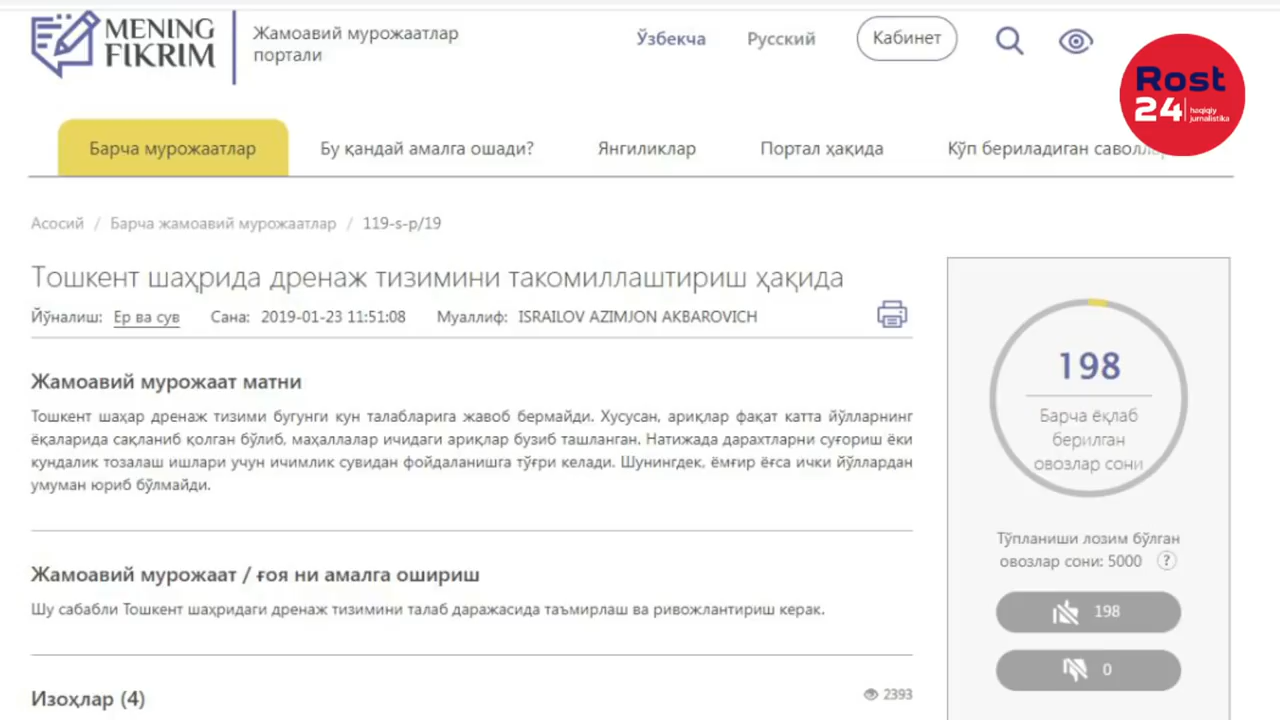 MENING
FIKRIM
Жамоавий мурожаатлар
портали
Ўзбекча
Русский
Кабинет
Rost
24
haqiqiy
jurnalistika
Барча мурожаатлар
Бу қандай амалга ошади?
Янгиликлар
Портал ҳақида
Кўп бериладиган
Асосий / Барча жамоавий мурожаатлар / 119-s-p/19
Тошкент шаҳрида дренаж тизимини такомиллаштириш ҳақида
Йўналиш: Ер ва сув Сана: 2019-01-23 11:51:08 Муаллиф: ISRAILOV AZIMJON AKBAROVICH
Жамоавий мурожаат матни
Тошкент шаҳар дренаж тизими бугунги кун талабларига жавоб бермайди. Хусусан, ариқлар фақат катта йўлларнинг
ёқаларида сақланиб қолган бўлиб, маҳаллалар ичидаги ариқлар бузиб ташланган. Натижада дарахтларни суғориш ёки
кундалик тозалаш ишлари учун ичимлик сувидан фойдаланишга тўғри келади. Шунингдек, ёмғир ёғса ички йўллардан
умуман юриб бўлмайди.
Жамоавий мурожаат / ғоя ни амалга ошириш
Шу сабабли Тошкент шаҳридаги дренаж тизимини талаб даражасида таъмирлаш ва ривожлантириш керак.
Изоҳлар (4)
2393
198
Барча ёқлаб
берилган
овозлар сони
Тўпланиши лозим бўлган
овозлар сони: 5000 ?
198
0